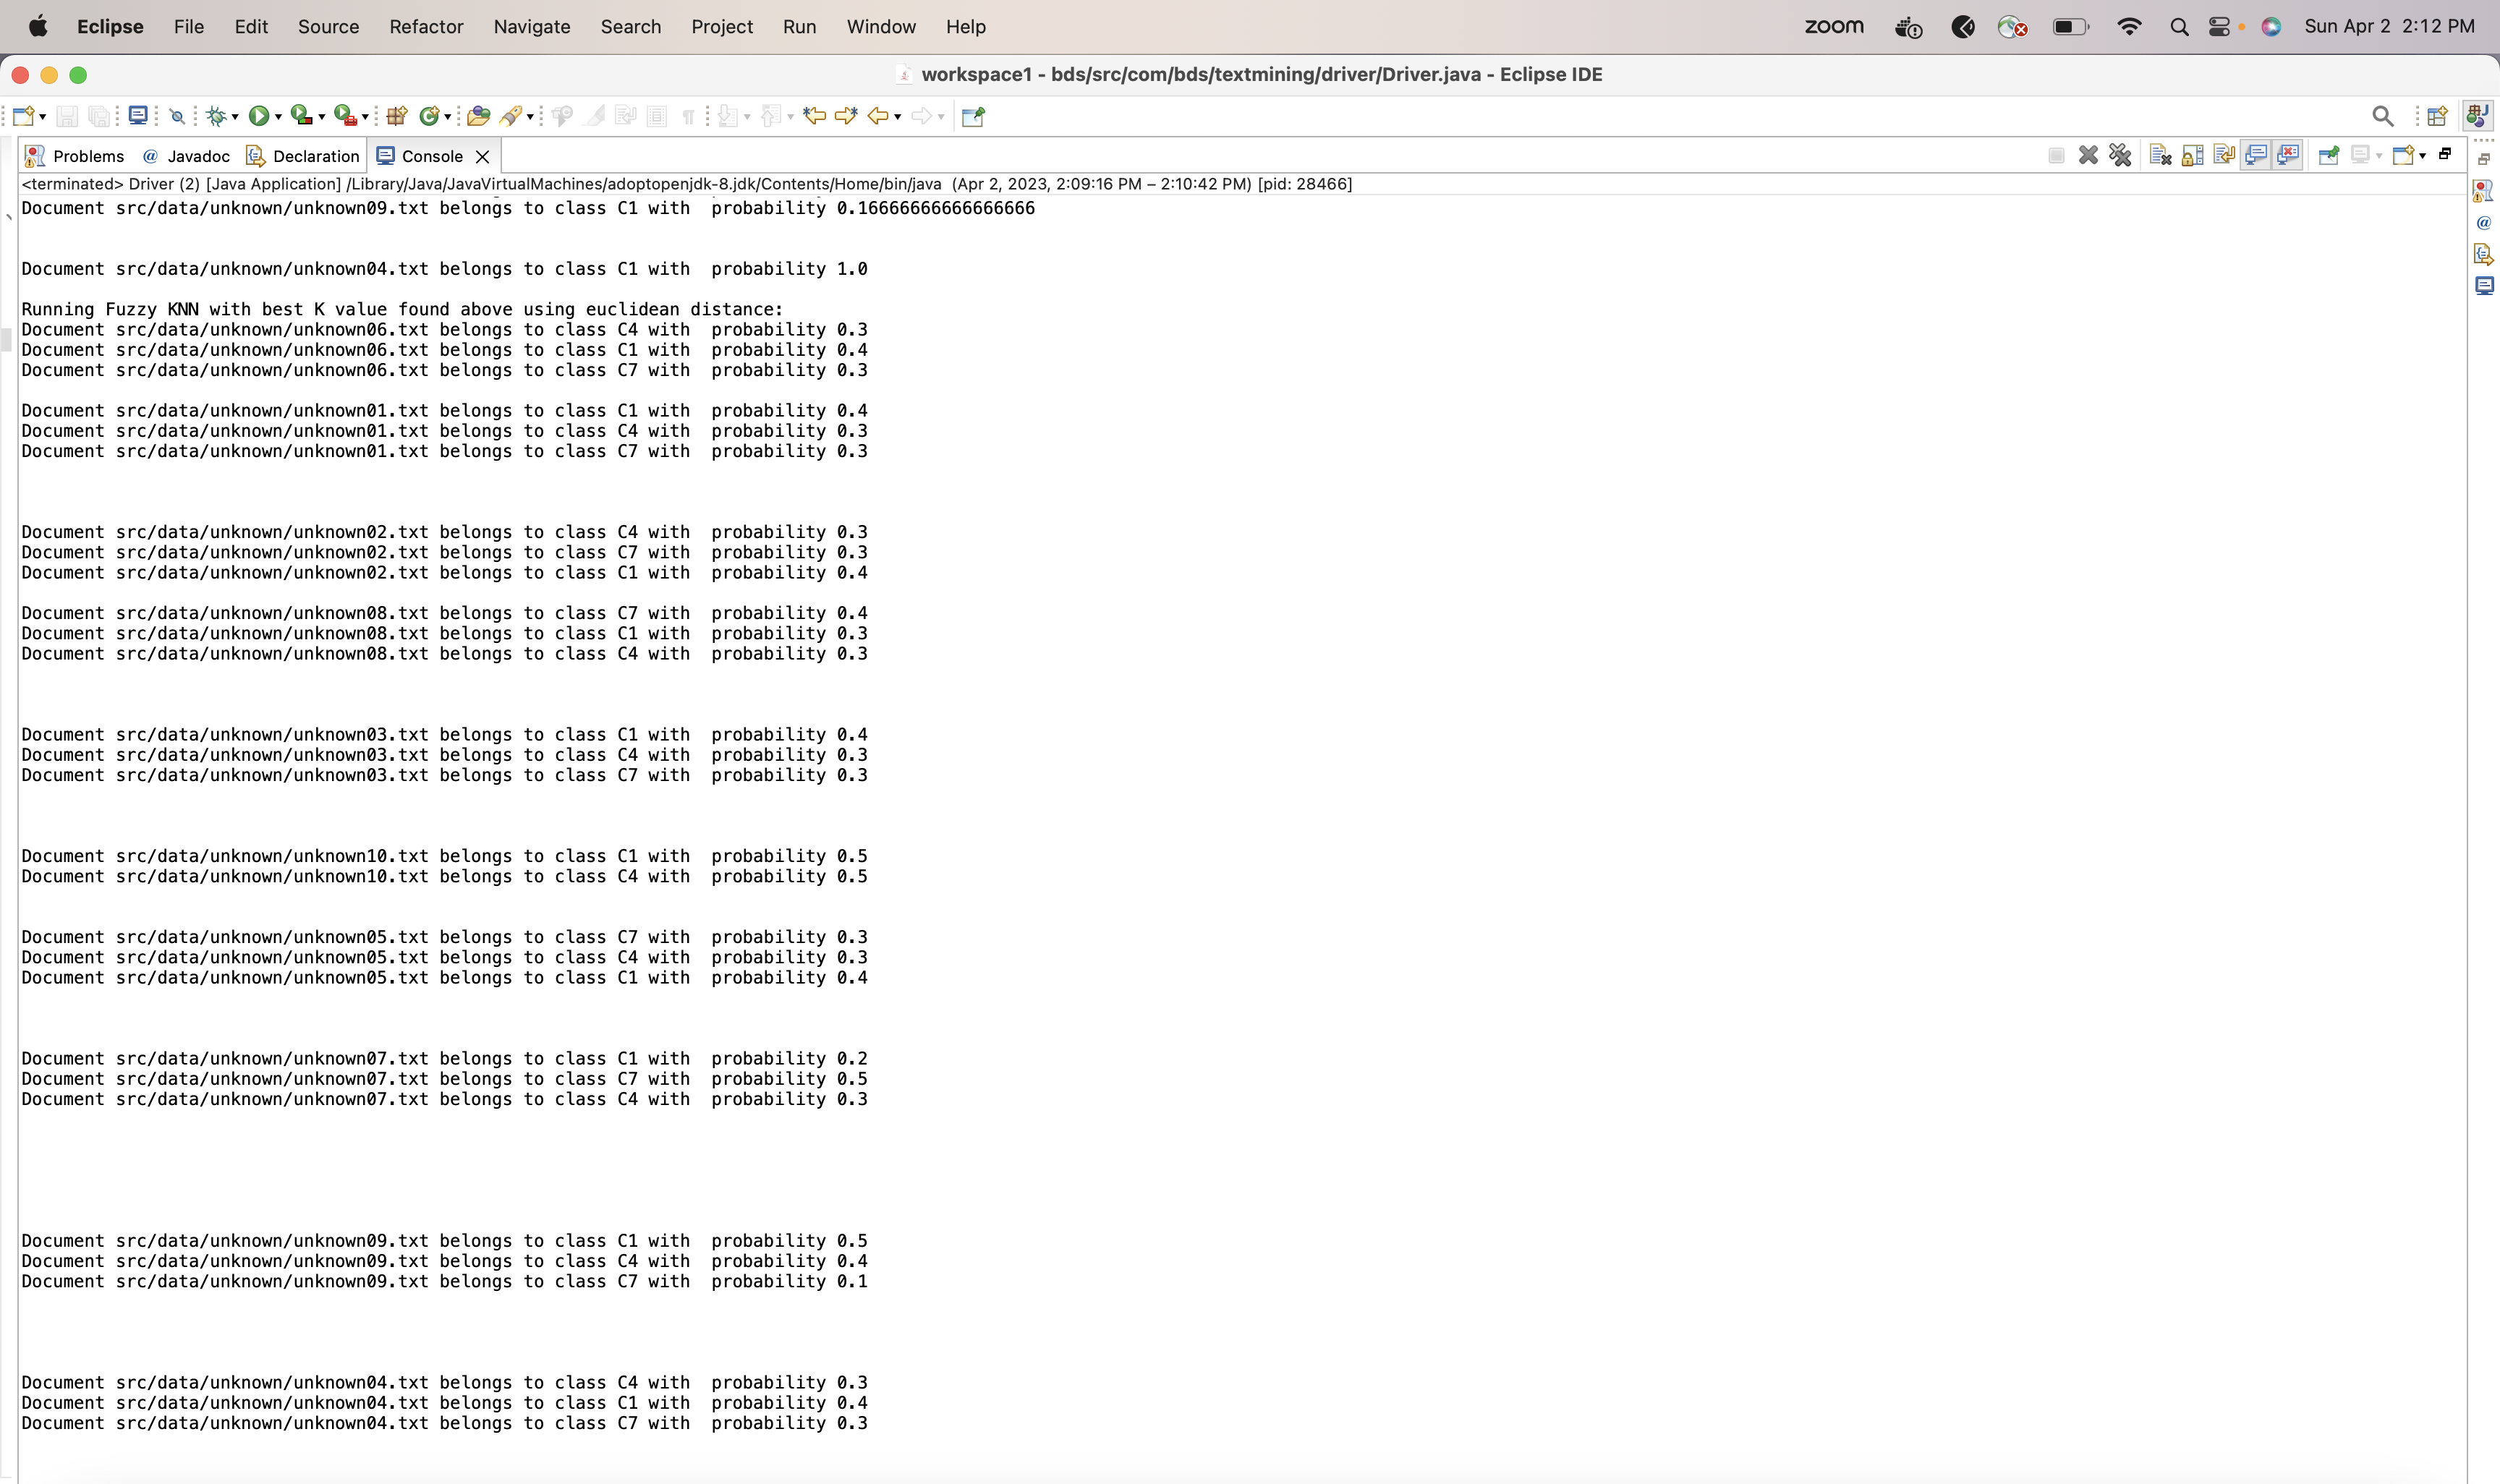 Eclipse File Edit Source Refactor Navigate Search Project Run Window Help zoom Sun Apr 2 2:12 PM
workspace1 - bds/src/com/bds/textmining/driver/Driver.java - Eclipse IDE
Problems @ Javadoc Declaration Console
<terminated> Driver (2) [Java Application] /Library/Java/JavaVirtualMachines/adoptopenjdk-8.jdk/Contents/Home/bin/java (Apr 2, 2023, 2:09:16 PM – 2:10:42 PM) [pid: 28466]
Document src/data/unknown/unknown09.txt belongs to class C1 with  probability 0.16666666666666666
Document src/data/unknown/unknown04.txt belongs to class C1 with  probability 1.0
Running Fuzzy KNN with best K value found above using euclidean distance:
Document src/data/unknown/unknown06.txt belongs to class C4 with  probability 0.3
Document src/data/unknown/unknown06.txt belongs to class C1 with  probability 0.4
Document src/data/unknown/unknown06.txt belongs to class C7 with  probability 0.3
Document src/data/unknown/unknown01.txt belongs to class C1 with  probability 0.4
Document src/data/unknown/unknown01.txt belongs to class C4 with  probability 0.3
Document src/data/unknown/unknown01.txt belongs to class C7 with  probability 0.3
Document src/data/unknown/unknown02.txt belongs to class C4 with  probability 0.3
Document src/data/unknown/unknown02.txt belongs to class C7 with  probability 0.3
Document src/data/unknown/unknown02.txt belongs to class C1 with  probability 0.4
Document src/data/unknown/unknown08.txt belongs to class C7 with  probability 0.4
Document src/data/unknown/unknown08.txt belongs to class C1 with  probability 0.3
Document src/data/unknown/unknown08.txt belongs to class C4 with  probability 0.3
Document src/data/unknown/unknown03.txt belongs to class C1 with  probability 0.4
Document src/data/unknown/unknown03.txt belongs to class C4 with  probability 0.3
Document src/data/unknown/unknown03.txt belongs to class C7 with  probability 0.3
Document src/data/unknown/unknown10.txt belongs to class C1 with  probability 0.5
Document src/data/unknown/unknown10.txt belongs to class C4 with  probability 0.5
Document src/data/unknown/unknown05.txt belongs to class C7 with  probability 0.3
Document src/data/unknown/unknown05.txt belongs to class C4 with  probability 0.3
Document src/data/unknown/unknown05.txt belongs to class C1 with  probability 0.4
Document src/data/unknown/unknown07.txt belongs to class C1 with  probability 0.2
Document src/data/unknown/unknown07.txt belongs to class C7 with  probability 0.5
Document src/data/unknown/unknown07.txt belongs to class C4 with  probability 0.3
Document src/data/unknown/unknown09.txt belongs to class C1 with  probability 0.5
Document src/data/unknown/unknown09.txt belongs to class C4 with  probability 0.4
Document src/data/unknown/unknown09.txt belongs to class C7 with  probability 0.1
Document src/data/unknown/unknown04.txt belongs to class C4 with  probability 0.3
Document src/data/unknown/unknown04.txt belongs to class C1 with  probability 0.4
Document src/data/unknown/unknown04.txt belongs to class C7 with  probability 0.3